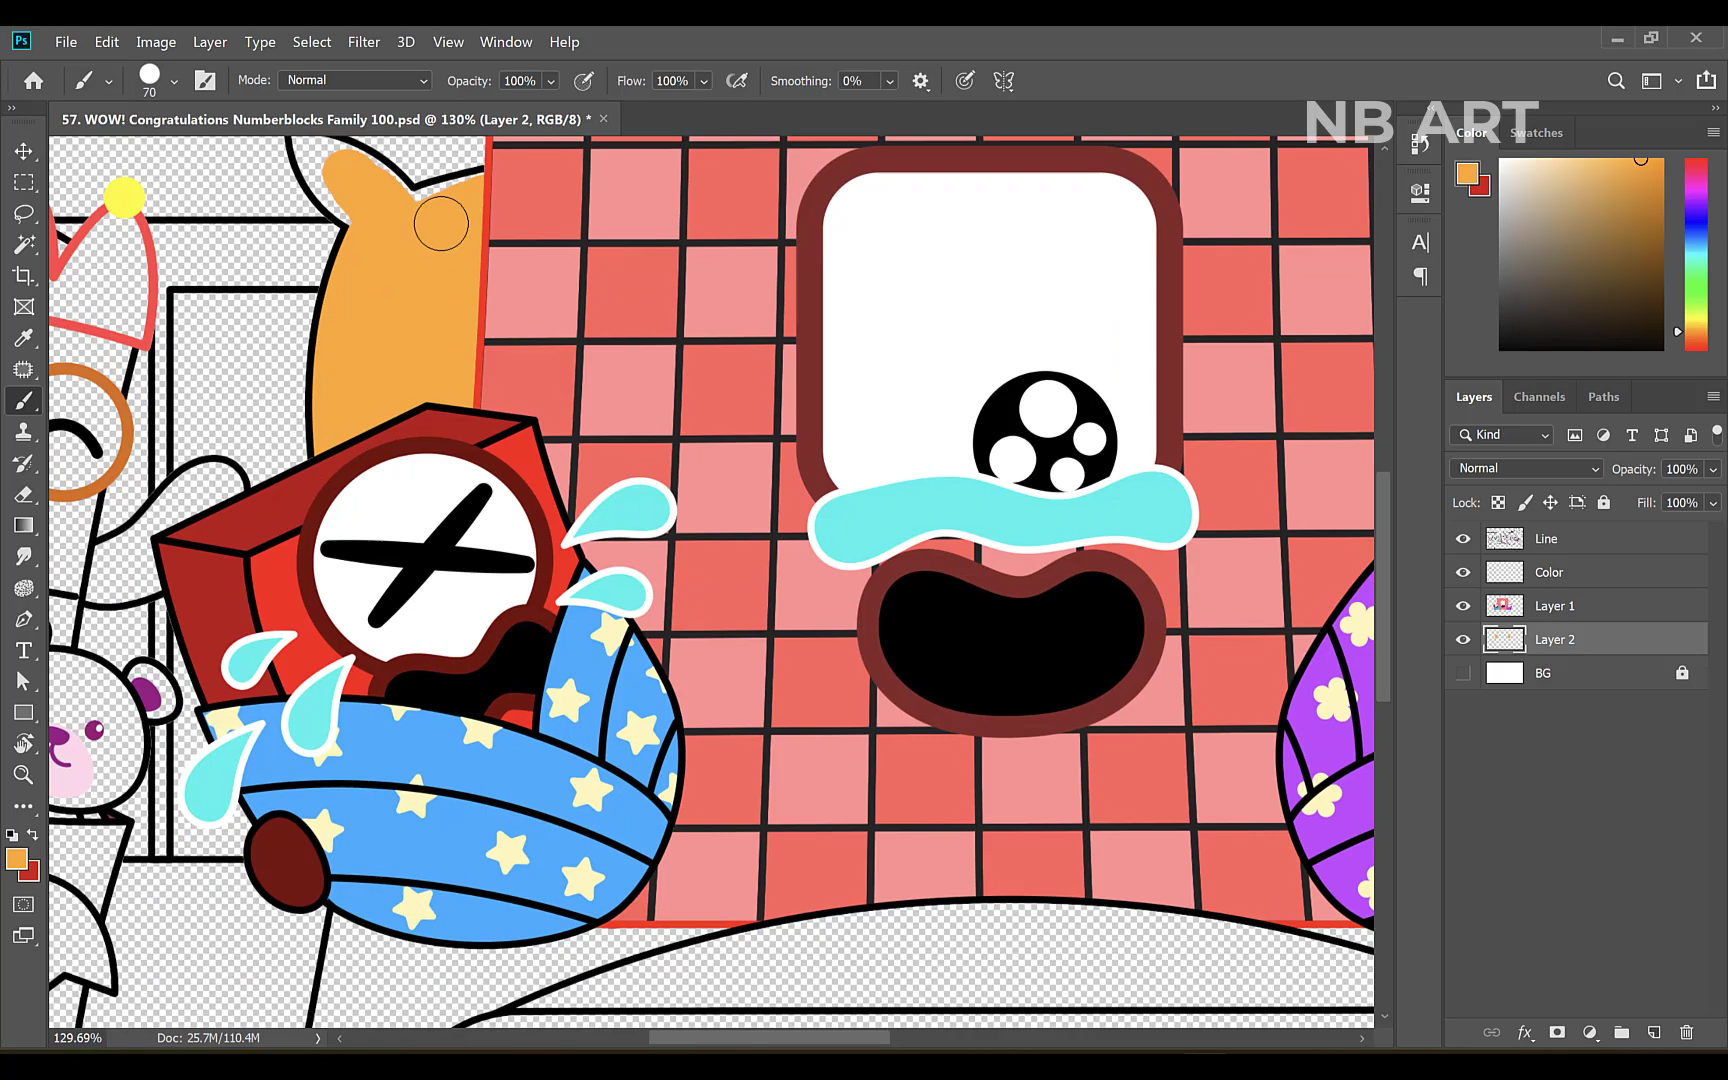 Ps File Edit Image Layer Type Select Filter 3D View Window Help
70 Mode: Normal Opacity: 100% Flow: 100% Smoothing: 0%
57. WOW! Congratulations Numberblocks Family 100.psd @ 130% (Layer 2, RGB/8) * ×
NB ART
Color Swatches
Layers Channels Paths
Kind
Normal Opacity: 100%
Lock: Fill: 100%
Line
Color
Layer 1
Layer 2
BG
fx
129.69% Doc: 25.7M/110.4M